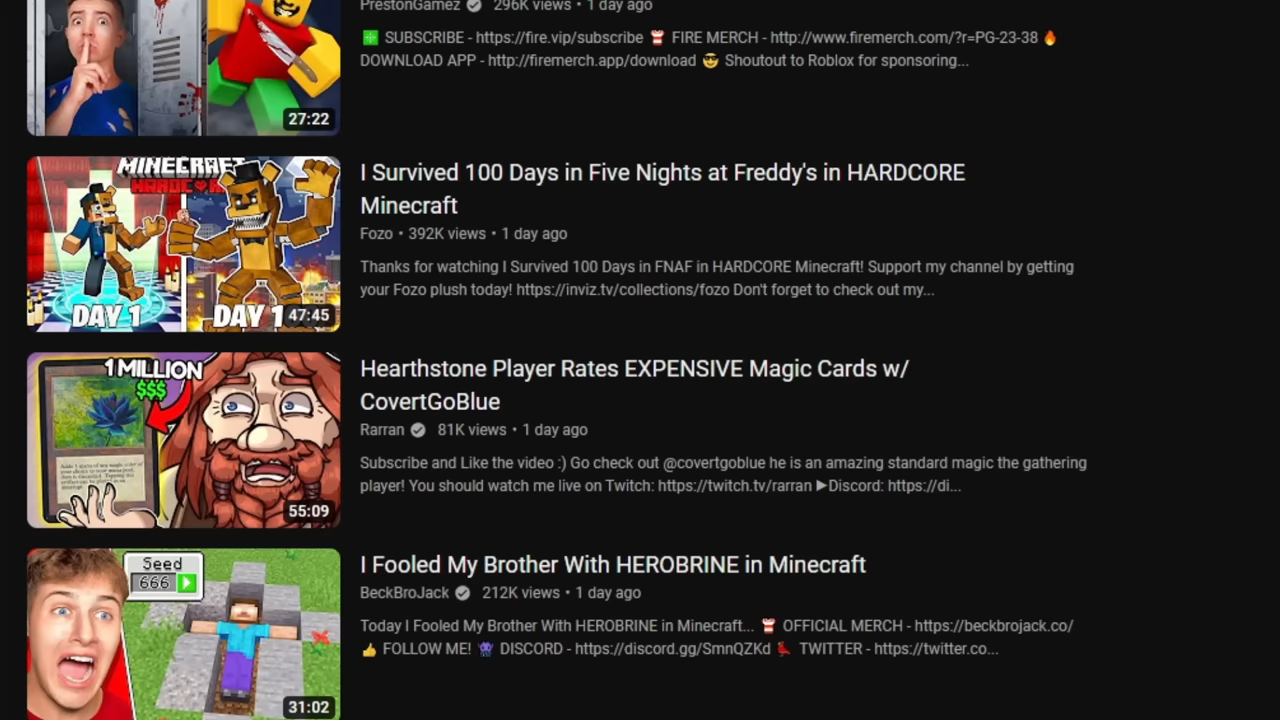 PrestonGamez 296K views • 1 day ago
SUBSCRIBE - https://fire.vip/subscribe FIRE MERCH - http://www.firemerch.com/?r=PG-23-38
DOWNLOAD APP - http://firemerch.app/download Shoutout to Roblox for sponsoring...
27:22
MINECRAFT
HARDC
DAY 1
DAY 1
47:45
I Survived 100 Days in Five Nights at Freddy's in HARDCORE
Minecraft
Fozo • 392K views • 1 day ago
Thanks for watching I Survived 100 Days in FNAF in HARDCORE Minecraft! Support my channel by getting
your Fozo plush today! https://inviz.tv/collections/fozo Don't forget to check out my...
1 MILLION
$$$
55:09
Hearthstone Player Rates EXPENSIVE Magic Cards w/
CovertGoBlue
Rarran 81K views • 1 day ago
Subscribe and Like the video :) Go check out @covertgoblue he is an amazing standard magic the gathering
player! You should watch me live on Twitch: https://twitch.tv/rarran ▶Discord: https://di...
Seed
666
31:02
I Fooled My Brother With HEROBRINE in Minecraft
BeckBroJack 212K views • 1 day ago
Today I Fooled My Brother With HEROBRINE in Minecraft... OFFICIAL MERCH - https://beckbrojack.co/
FOLLOW ME! DISCORD - https://discord.gg/SmnQZKd TWITTER - https://twitter.co...